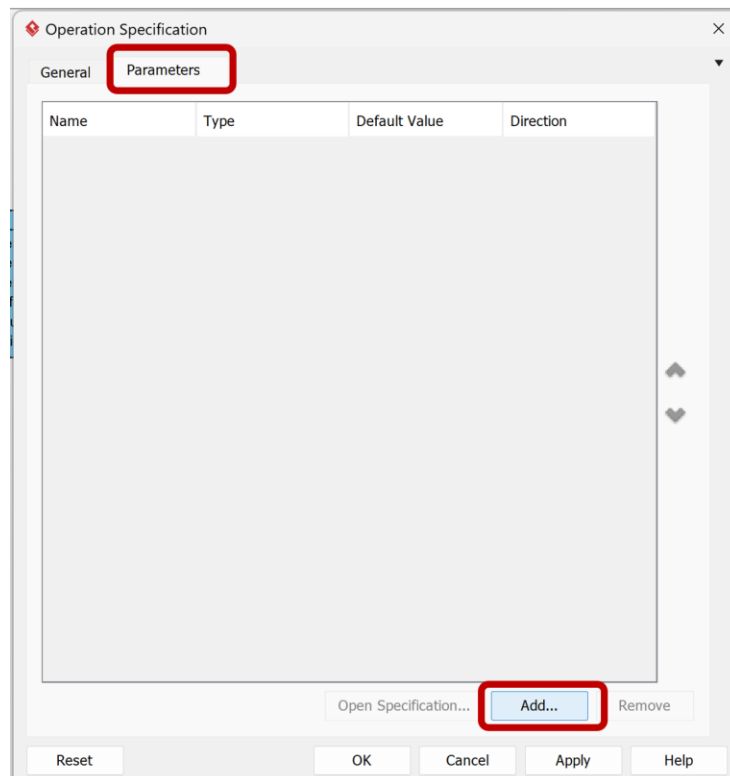 Operation Specification
General Parameters
Name Type Default Value Direction
Open Specification... Add... Remove
Reset OK Cancel Apply Help